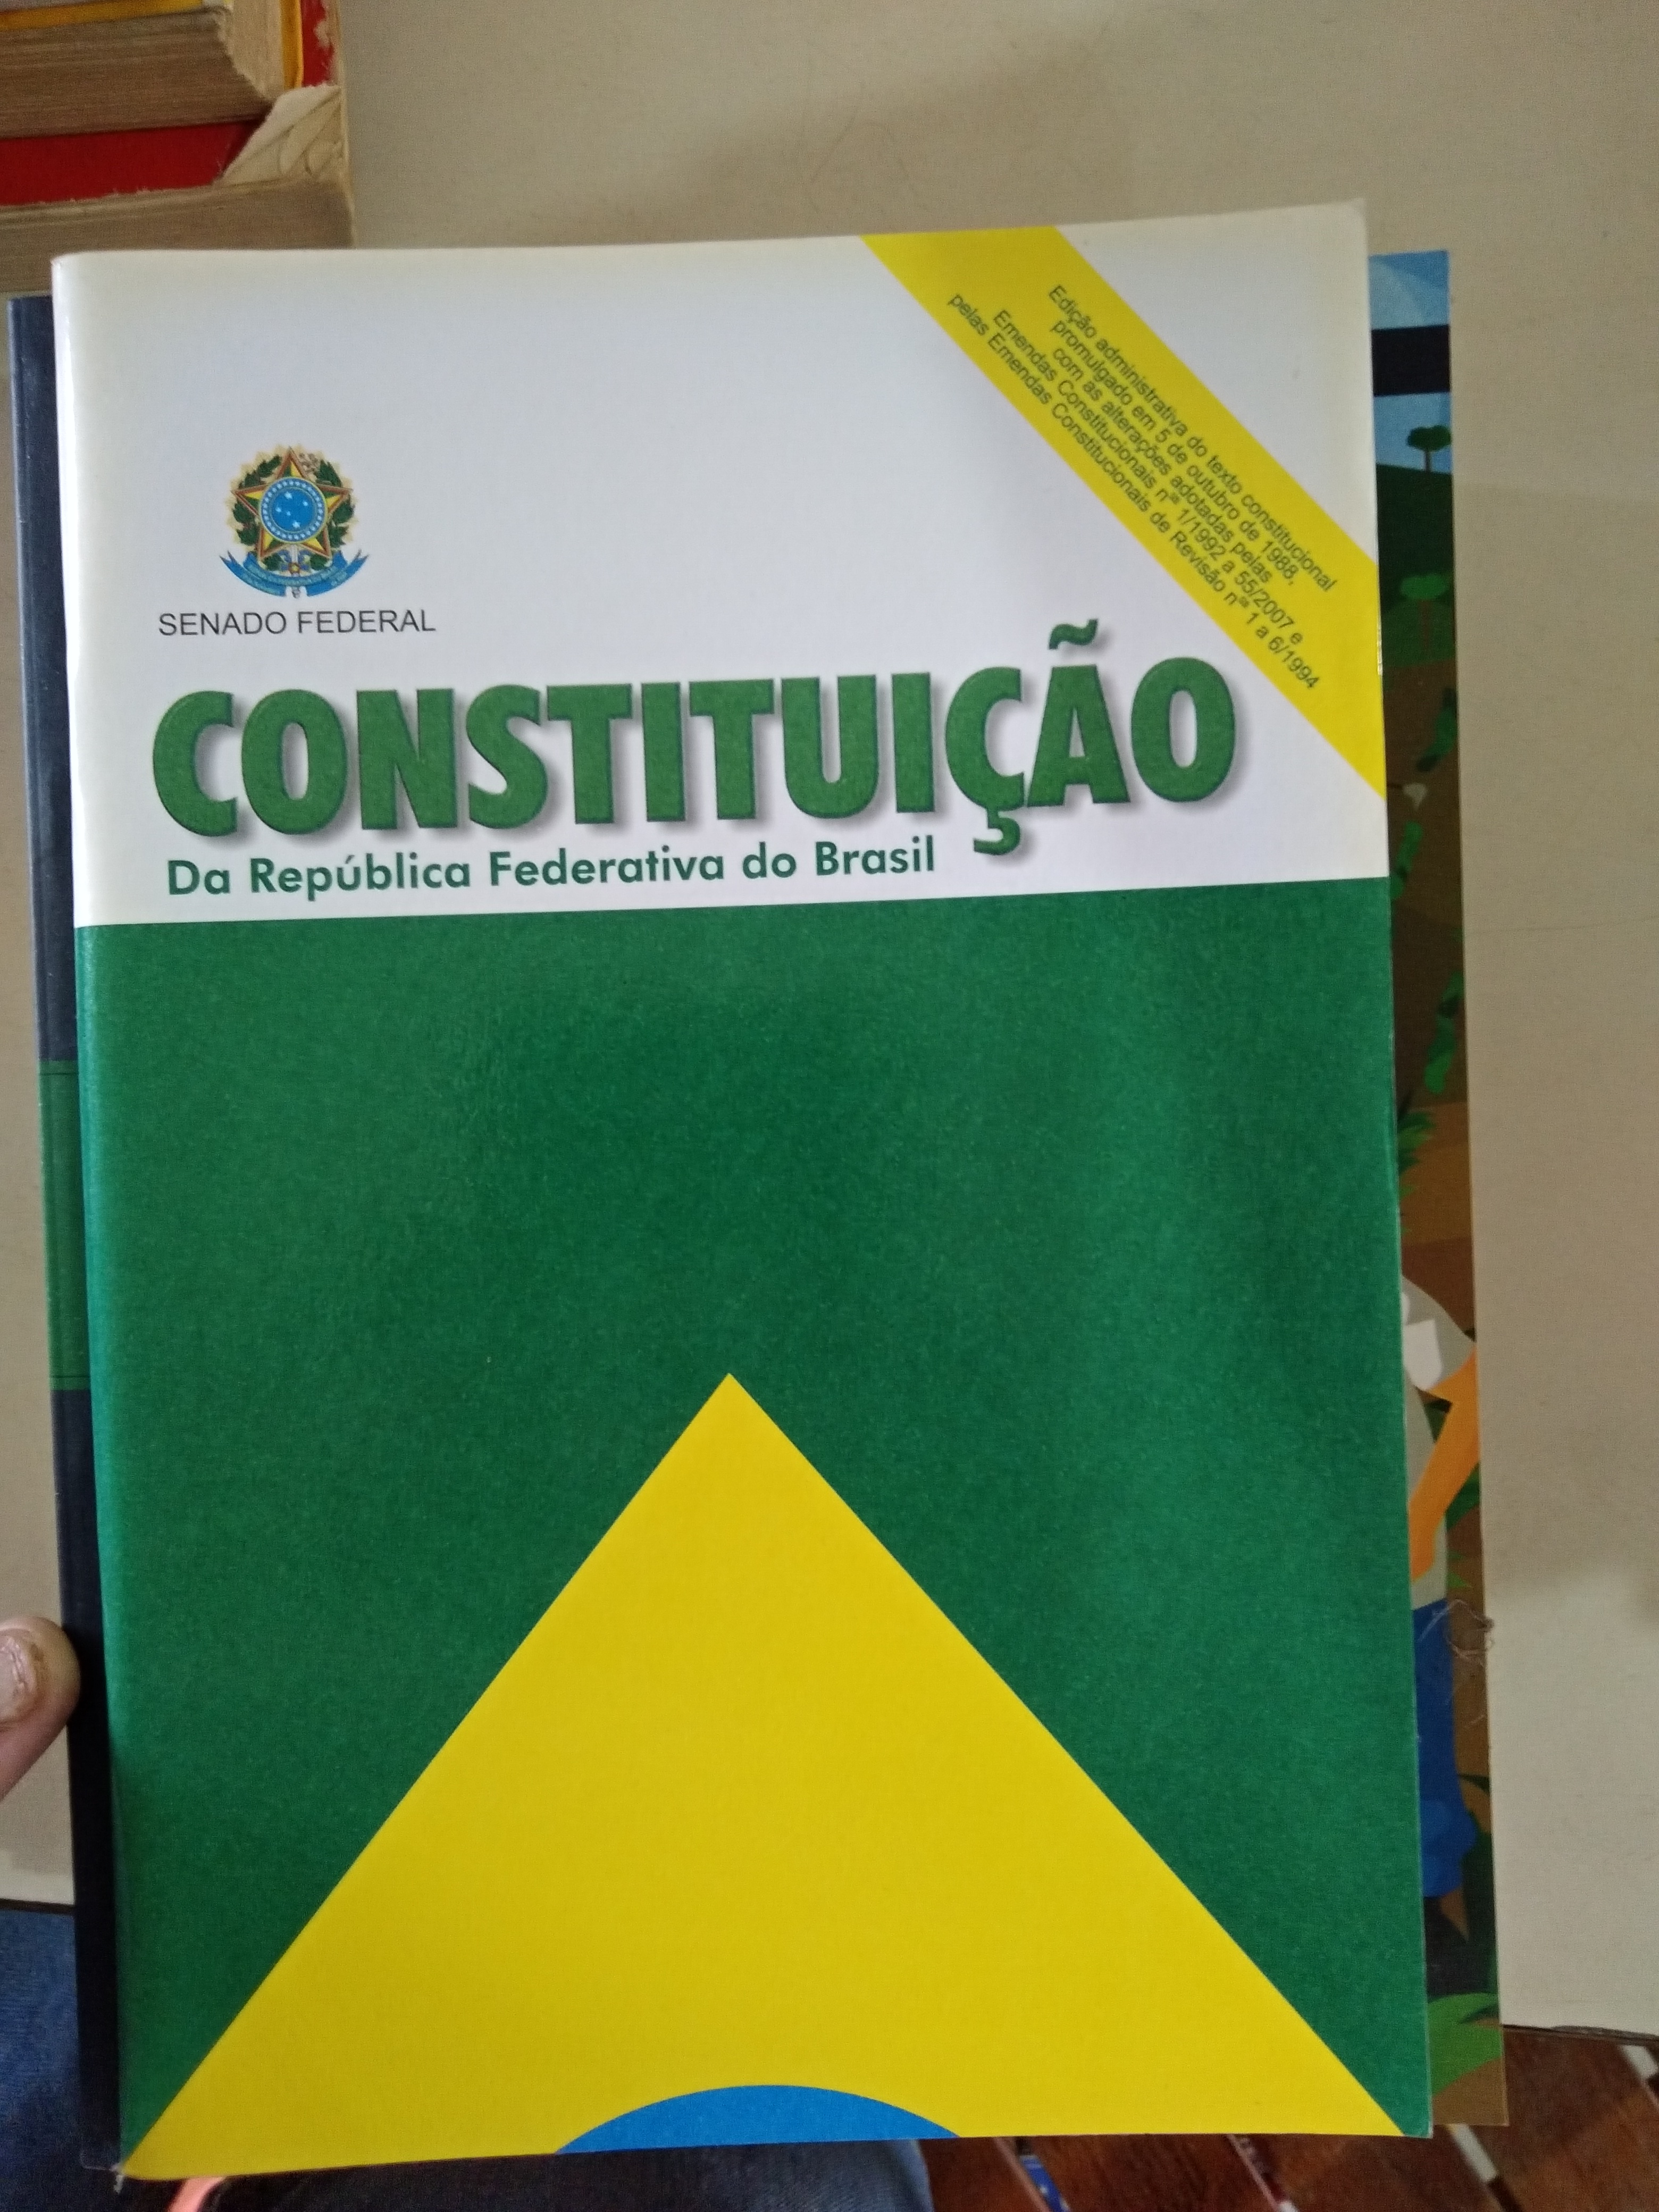 Edição administrativa do texto constitucional
promulgado em 5 de outubro de 1988,
com as alterações adotadas pelas
Emendas Constitucionais nºs 1/1992 a 55/2007 e
pelas Emendas Constitucionais de Revisão nºs 1 a 6/1994
SENADO FEDERAL
CONSTITUIÇÃO
Da República Federativa do Brasil